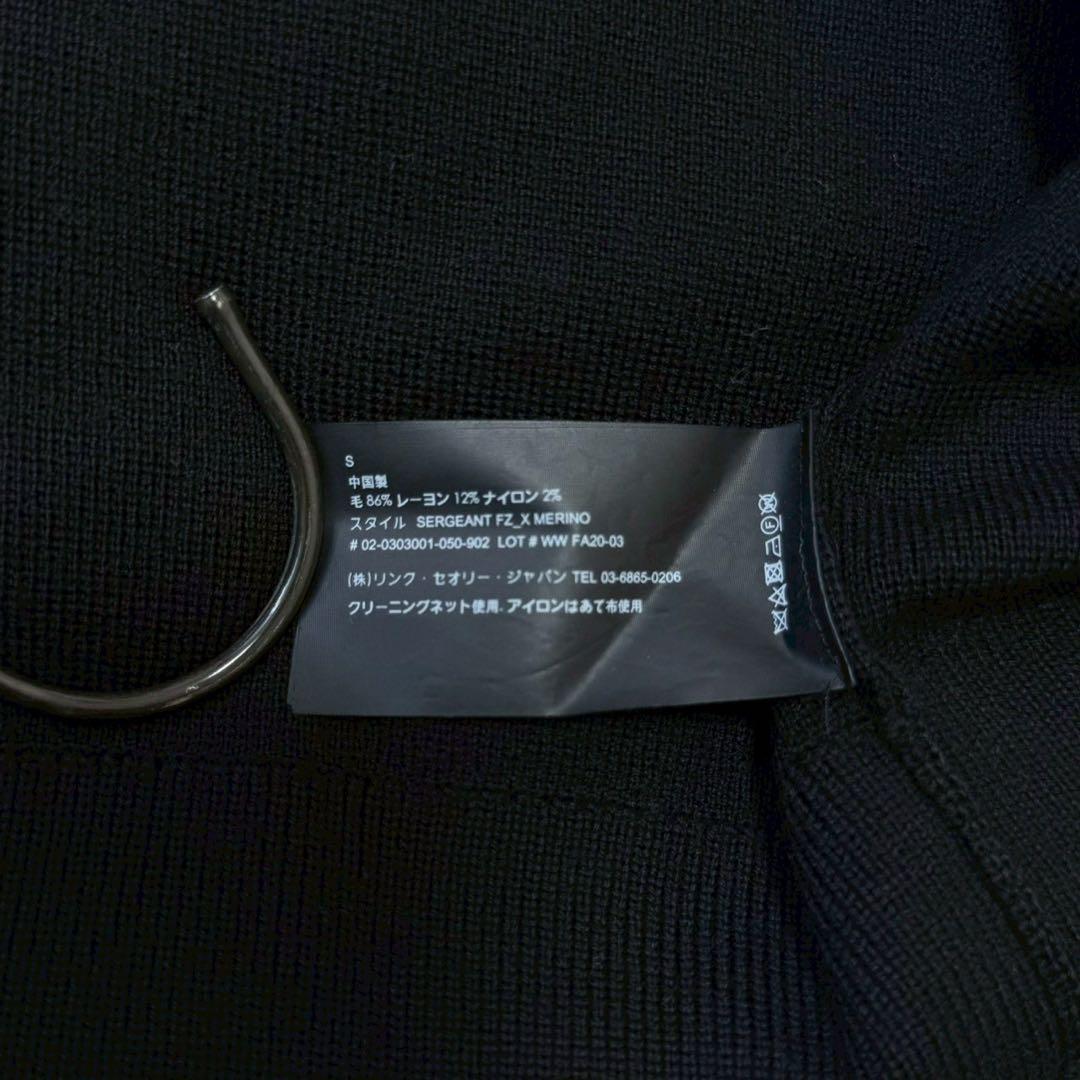 S
中国製
毛 86% レーヨン 12% ナイロン 2%
スタイル SERGEANT FZ_X MERINO
# 02-0303001-050-902 LOT # WW FA20-03
(株)リンク・セオリー・ジャパン TEL 03-6865-0206
クリーニングネット使用. アイロンはあて布使用